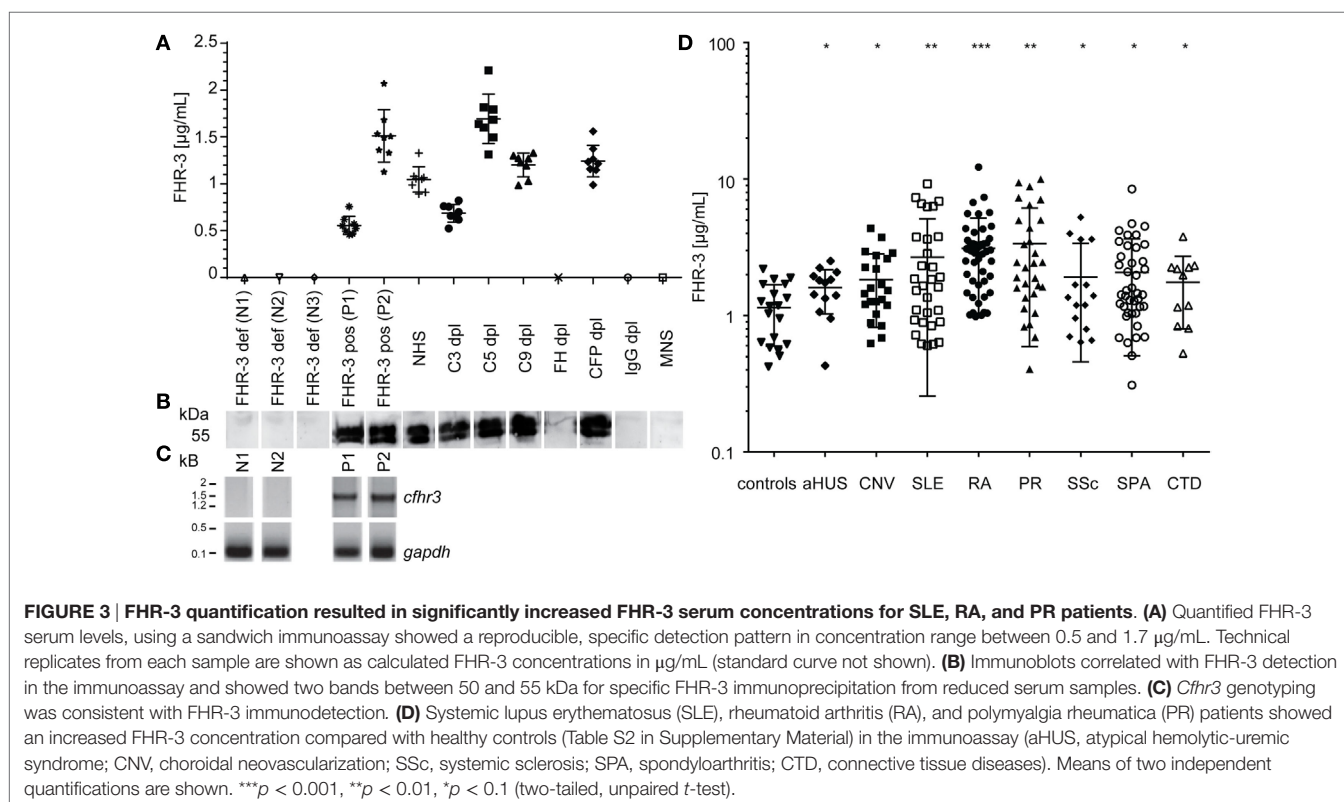 A
2.5
2
1.5
1
0.5
0
FHR-3 [µg/mL]
FHR-3 def (N1)
FHR-3 def (N2)
FHR-3 def (N3)
FHR-3 pos (P1)
FHR-3 pos (P2)
NHS
C3 dpl
C5 dpl
C9 dpl
FH dpl
CFP dpl
IgG dpl
MNS
B
kDa
55
C
kB
N1
N2
P1
P2
2
1.5
1.2
cfhr3
0.5
0.1
gapdh
D
100
10
1
0.1
FHR-3 [µg/mL]
* * ** *** ** * * *
controls aHUS CNV SLE RA PR SSc SPA CTD
FIGURE 3 | FHR-3 quantification resulted in significantly increased FHR-3 serum concentrations for SLE, RA, and PR patients. (A) Quantified FHR-3
serum levels, using a sandwich immunoassay showed a reproducible, specific detection pattern in concentration range between 0.5 and 1.7 µg/mL. Technical
replicates from each sample are shown as calculated FHR-3 concentrations in µg/mL (standard curve not shown). (B) Immunoblots correlated with FHR-3 detection
in the immunoassay and showed two bands between 50 and 55 kDa for specific FHR-3 immunoprecipitation from reduced serum samples. (C) Cfhr3 genotyping
was consistent with FHR-3 immunodetection. (D) Systemic lupus erythematosus (SLE), rheumatoid arthritis (RA), and polymyalgia rheumatica (PR) patients showed
an increased FHR-3 concentration compared with healthy controls (Table S2 in Supplementary Material) in the immunoassay (aHUS, atypical hemolytic-uremic
syndrome; CNV, choroidal neovascularization; SSc, systemic sclerosis; SPA, spondyloarthritis; CTD, connective tissue diseases). Means of two independent
quantifications are shown. ***p < 0.001, **p < 0.01, *p < 0.1 (two-tailed, unpaired t-test).